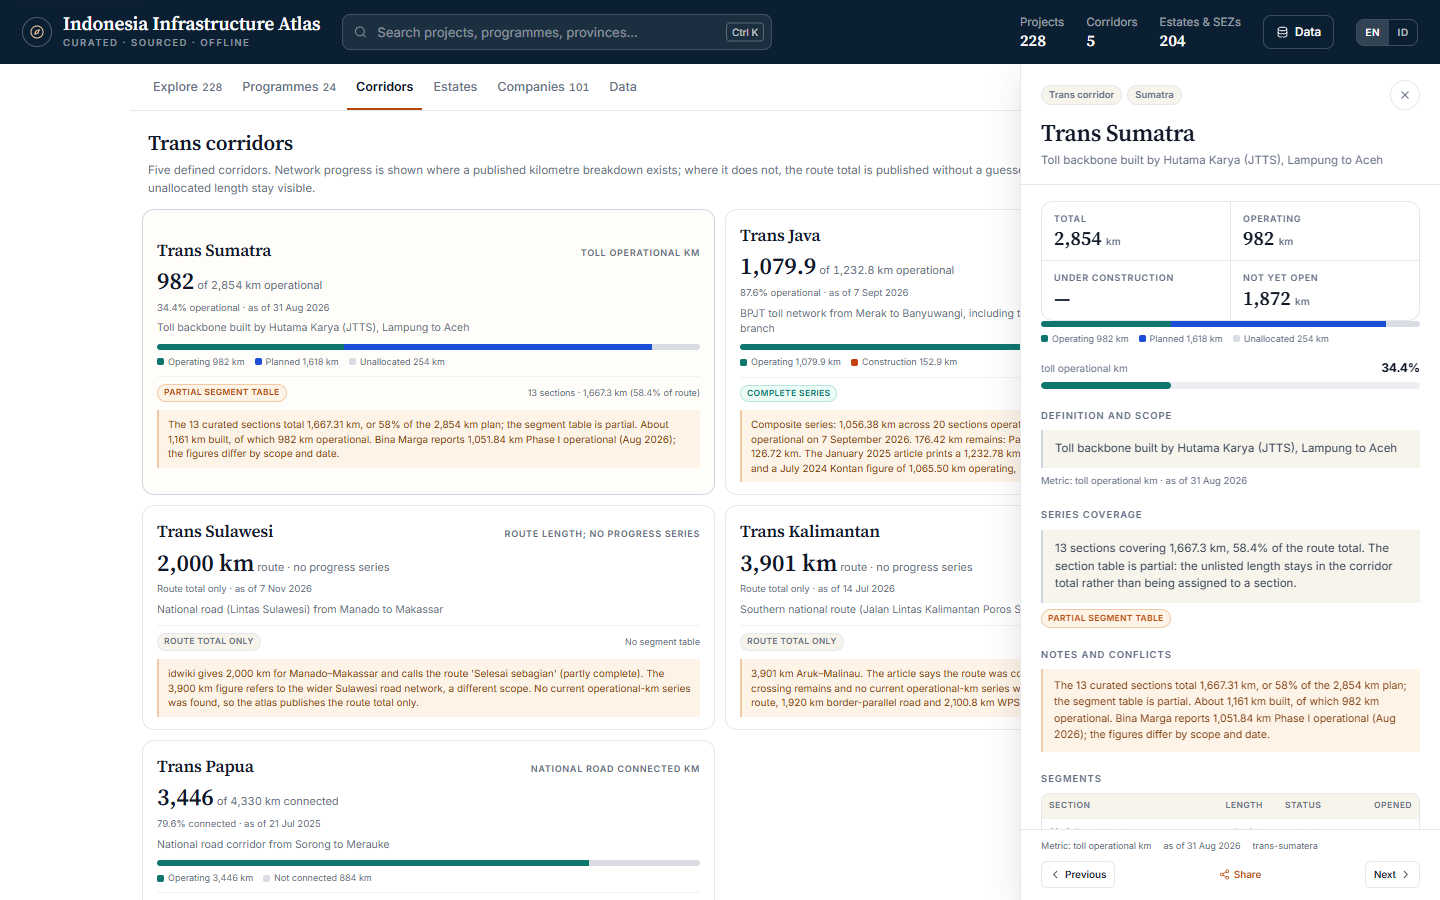 Indonesia Infrastructure Atlas
CURATED · SOURCED · OFFLINE
Search projects, programmes, provinces...
Ctrl K
Projects
228
Corridors
5
Estates & SEZs
204
Data
EN
ID
Explore 228
Programmes 24
Corridors
Estates
Companies 101
Data
Trans corridors
Five defined corridors. Network progress is shown where a published kilometre breakdown exists; where it does not, the route total is published without a guess
unallocated length stay visible.
Trans Sumatra
TOLL OPERATIONAL KM
982 of 2,854 km operational
34.4% operational · as of 31 Aug 2026
Toll backbone built by Hutama Karya (JTTS), Lampung to Aceh
Operating 982 km
Planned 1,618 km
Unallocated 254 km
PARTIAL SEGMENT TABLE
13 sections · 1,667.3 km (58.4% of route)
The 13 curated sections total 1,667.31 km, or 58% of the 2,854 km plan; the segment table is partial. About
1,161 km built, of which 982 km operational. Bina Marga reports 1,051.84 km Phase I operational (Aug 2026);
the figures differ by scope and date.
Trans Java
1,079.9 of 1,232.8 km operational
87.6% operational · as of 7 Sept 2026
BPJT toll network from Merak to Banyuwangi, including t
branch
Operating 1,079.9 km
Construction 152.9 km
COMPLETE SERIES
Composite series: 1,056.38 km across 20 sections opera
operational on 7 September 2026. 176.42 km remains: Pa
126.72 km. The January 2025 article prints a 1,232.78 km
and a July 2024 Kontan figure of 1,065.50 km operating,
Trans Sulawesi
ROUTE LENGTH; NO PROGRESS SERIES
2,000 km route · no progress series
Route total only · as of 7 Nov 2026
National road (Lintas Sulawesi) from Manado to Makassar
ROUTE TOTAL ONLY
No segment table
idwiki gives 2,000 km for Manado–Makassar and calls the route 'Selesai sebagian' (partly complete). The
3,900 km figure refers to the wider Sulawesi road network, a different scope. No current operational-km series
was found, so the atlas publishes the route total only.
Trans Kalimantan
3,901 km route · no progress series
Route total only · as of 14 Jul 2026
Southern national route (Jalan Lintas Kalimantan Poros S
ROUTE TOTAL ONLY
3,901 km Aruk–Malinau. The article says the route was co
crossing remains and no current operational-km series w
route, 1,920 km border-parallel road and 2,100.8 km WPS
Trans Papua
NATIONAL ROAD CONNECTED KM
3,446 of 4,330 km connected
79.6% connected · as of 21 Jul 2025
National road corridor from Sorong to Merauke
Operating 3,446 km
Not connected 884 km
Trans corridor
Sumatra
Trans Sumatra
Toll backbone built by Hutama Karya (JTTS), Lampung to Aceh
TOTAL
2,854 km
OPERATING
982 km
UNDER CONSTRUCTION
—
NOT YET OPEN
1,872 km
Operating 982 km
Planned 1,618 km
Unallocated 254 km
toll operational km
34.4%
DEFINITION AND SCOPE
Toll backbone built by Hutama Karya (JTTS), Lampung to Aceh
Metric: toll operational km · as of 31 Aug 2026
SERIES COVERAGE
13 sections covering 1,667.3 km, 58.4% of the route total. The
section table is partial: the unlisted length stays in the corridor
total rather than being assigned to a section.
PARTIAL SEGMENT TABLE
NOTES AND CONFLICTS
The 13 curated sections total 1,667.31 km, or 58% of the 2,854 km plan;
the segment table is partial. About 1,161 km built, of which 982 km
operational. Bina Marga reports 1,051.84 km Phase I operational (Aug
2026); the figures differ by scope and date.
SEGMENTS
SECTION
LENGTH
STATUS
OPENED
Metric: toll operational km
as of 31 Aug 2026
trans-sumatera
Previous
Share
Next